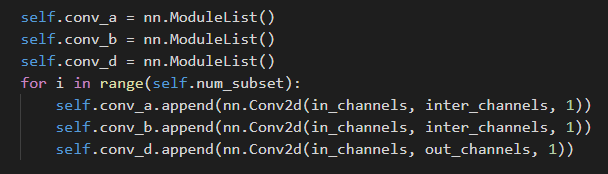 self.conv_a = nn.ModuleList()
self.conv_b = nn.ModuleList()
self.conv_d = nn.ModuleList()
for i in range(self.num_subset):
    self.conv_a.append(nn.Conv2d(in_channels, inter_channels, 1))
    self.conv_b.append(nn.Conv2d(in_channels, inter_channels, 1))
    self.conv_d.append(nn.Conv2d(in_channels, out_channels, 1))